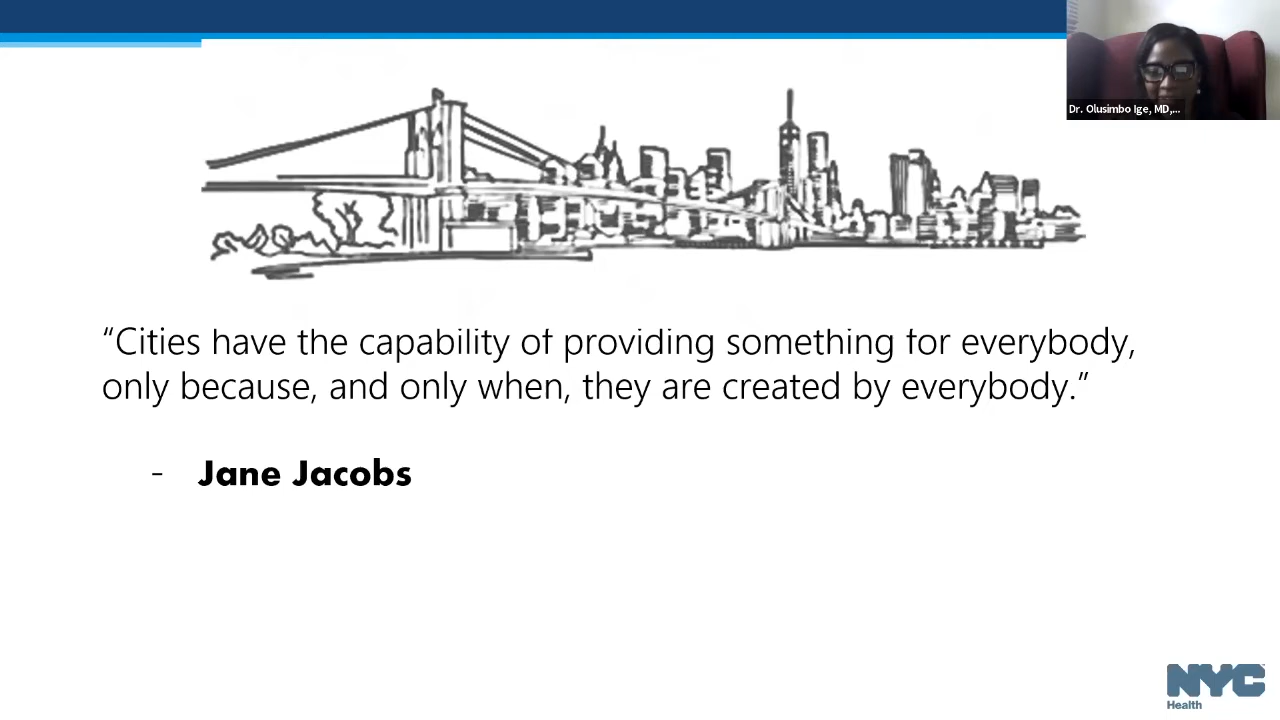 Dr. Olusimbo Ige, MD,...
“Cities have the capability of providing something for everybody,
only because, and only when, they are created by everybody.”
- Jane Jacobs
NYC
Health